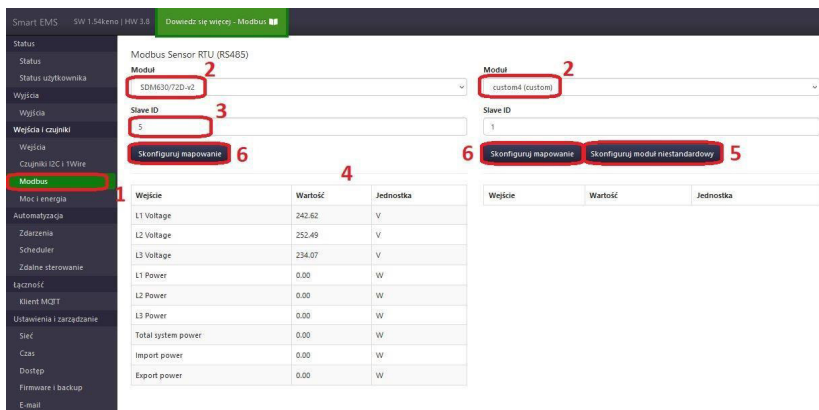 Smart EMS SW 1.54keno | HW 3.8 Dowiedz się więcej - Modbus
Status
Status
Status użytkownika
Wyjścia
Wyjścia
Wejścia i czujniki
Wejścia
Czujniki I2C i 1Wire
Modbus 1
Moc i energia
Automatyzacja
Zdarzenia
Scheduler
Zdalne sterowanie
Łączność
Klient MQTT
Ustawienia i zarządzanie
Sieć
Czas
Dostęp
Firmware i backup
E-mail
Modbus Sensor RTU (RS485)
Moduł 2
SDM630/72D-v2
Slave ID 3
5
Skonfiguruj mapowanie 6
4
Wejście Wartość Jednostka
L1 Voltage 242.62 V
L2 Voltage 252.49 V
L3 Voltage 234.07 V
L1 Power 0.00 W
L2 Power 0.00 W
L3 Power 0.00 W
Total system power 0.00 W
Import power 0.00 W
Export power 0.00 W
Moduł 2
custom4 (custom)
Slave ID
1
6 Skonfiguruj mapowanie Skonfiguruj moduł niestandardowy 5
Wejście Wartość Jednostka